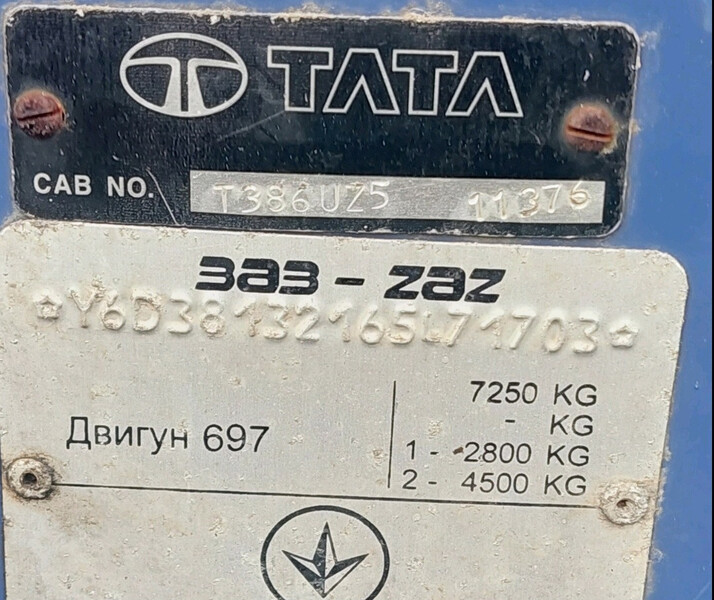 TATA
CAB NO. T386UZ5 11376
ЗАЗ - ZAZ
☆Y6D38132165L71703☆
7250 KG
- KG
Двигун 697
1 - 2800 KG
2 - 4500 KG